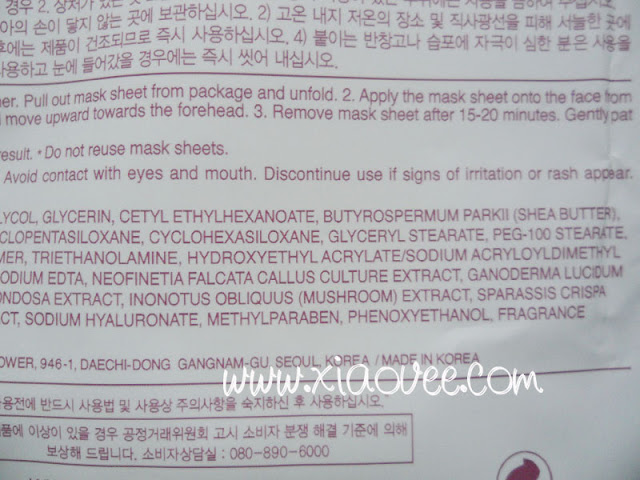 경우 2. 상처가 있는 곳
아의 손이 닿지 않는 곳에 보관하십시오. 2) 고온 내지 저온의 장소 및 직사광선을 피해 서늘한 곳에
후에는 제품이 건조되므로 즉시 사용하십시오. 4) 붙이는 반창고나 습포에 자극이 심한 분은 사용을
사용하고 눈에 들어갔을 경우에는 즉시 씻어 내십시오.
ner. Pull out mask sheet from package and unfold. 2. Apply the mask sheet onto the face from
move upward towards the forehead. 3. Remove mask sheet after 15-20 minutes. Gently pat
result. * Do not reuse mask sheets.
Avoid contact with eyes and mouth. Discontinue use if signs of irritation or rash appear.
LYCOL, GLYCERIN, CETYL ETHYLHEXANOATE, BUTYROSPERMUM PARKII (SHEA BUTTER),
CLOPENTASILOXANE, CYCLOHEXASILOXANE, GLYCERYL STEARATE, PEG-100 STEARATE,
MER, TRIETHANOLAMINE, HYDROXYETHYL ACRYLATE/SODIUM ACRYLOYLDIMETHYL
SODIUM EDTA, NEOFINETIA FALCATA CALLUS CULTURE EXTRACT, GANODERMA LUCIDUM
ONDOSA EXTRACT, INONOTUS OBLIQUUS (MUSHROOM) EXTRACT, SPARASSIS CRISPA
CT, SODIUM HYALURONATE, METHYLPARABEN, PHENOXYETHANOL, FRAGRANCE
OWER, 946-1, DAECHI-DONG GANGNAM-GU, SEOUL, KOREA / MADE IN KOREA
www.xiaovee.com
사용전에 반드시 사용법 및 사용상 주의사항을 숙지하신 후 사용하십시오.
품에 이상이 있을 경우 공정거래위원회 고시 소비자 분쟁 해결 기준에 의해
보상해 드립니다. 소비자상담실 : 080-890-6000